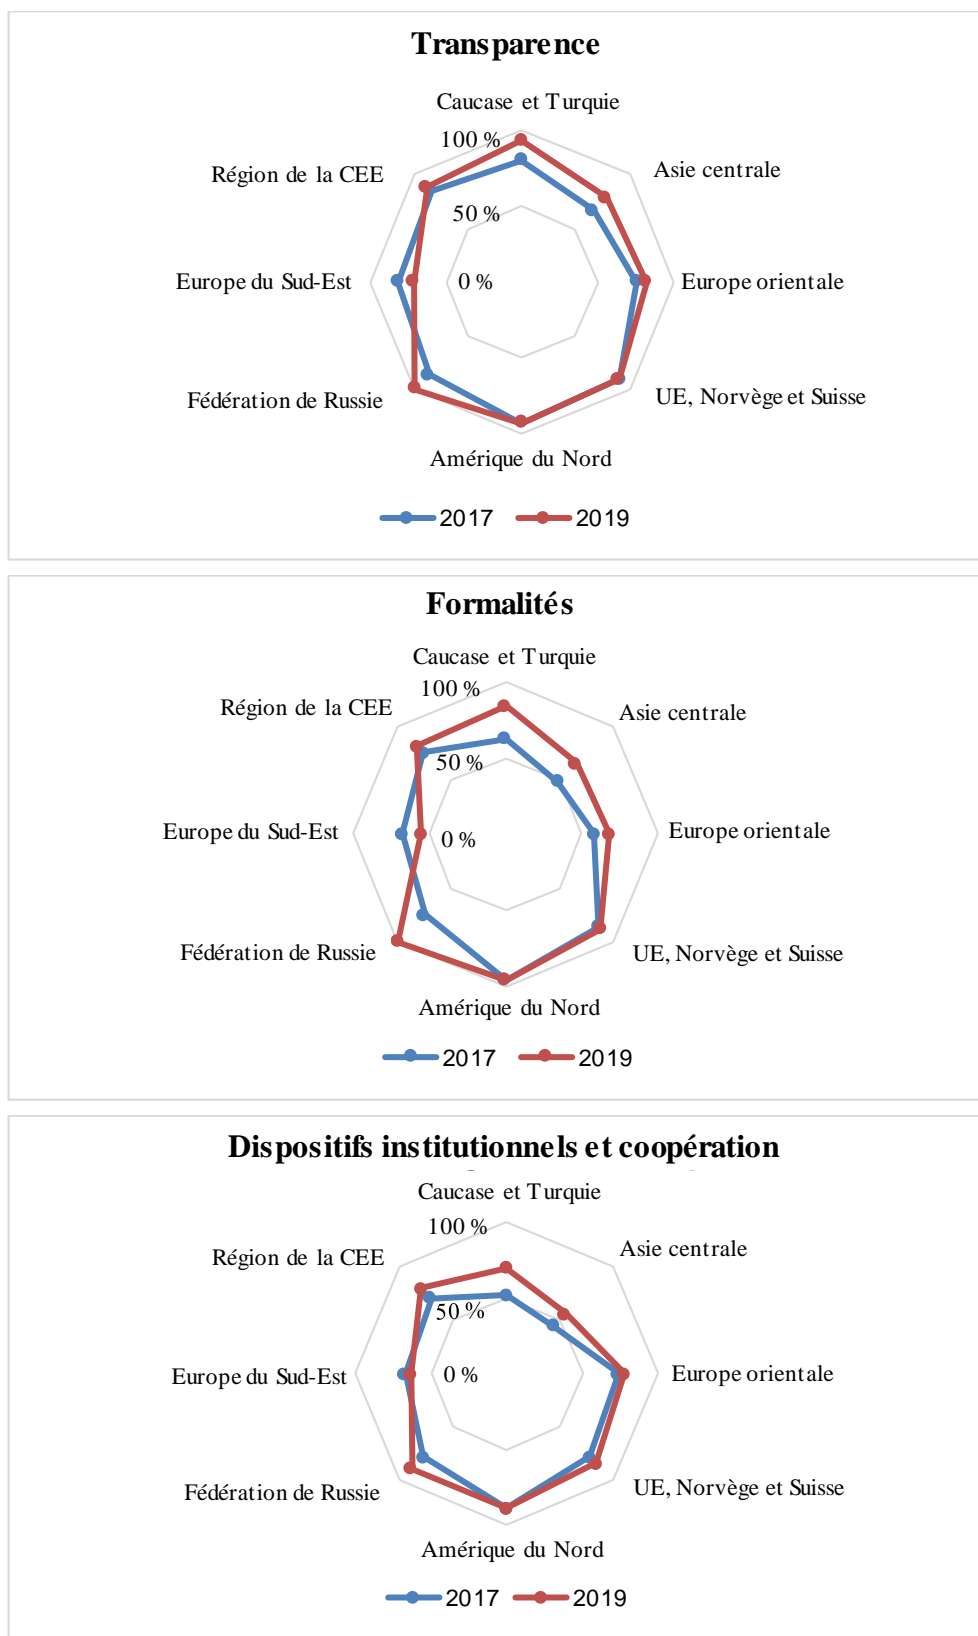 Transparence
Caucase et Turquie
100 %
Région de la CEE
Asie centrale
50 %
Europe du Sud-Est
0 %
Europe orientale
Fédération de Russie
UE, Norvège et Suisse
Amérique du Nord
2017 2019
Formalités
Caucase et Turquie
100 %
Région de la CEE
Asie centrale
50 %
Europe du Sud-Est
0 %
Europe orientale
Fédération de Russie
UE, Norvège et Suisse
Amérique du Nord
2017 2019
Dispositifs institutionnels et coopération
Caucase et Turquie
100 %
Région de la CEE
Asie centrale
50 %
Europe du Sud-Est
0 %
Europe orientale
Fédération de Russie
UE, Norvège et Suisse
Amérique du Nord
2017 2019